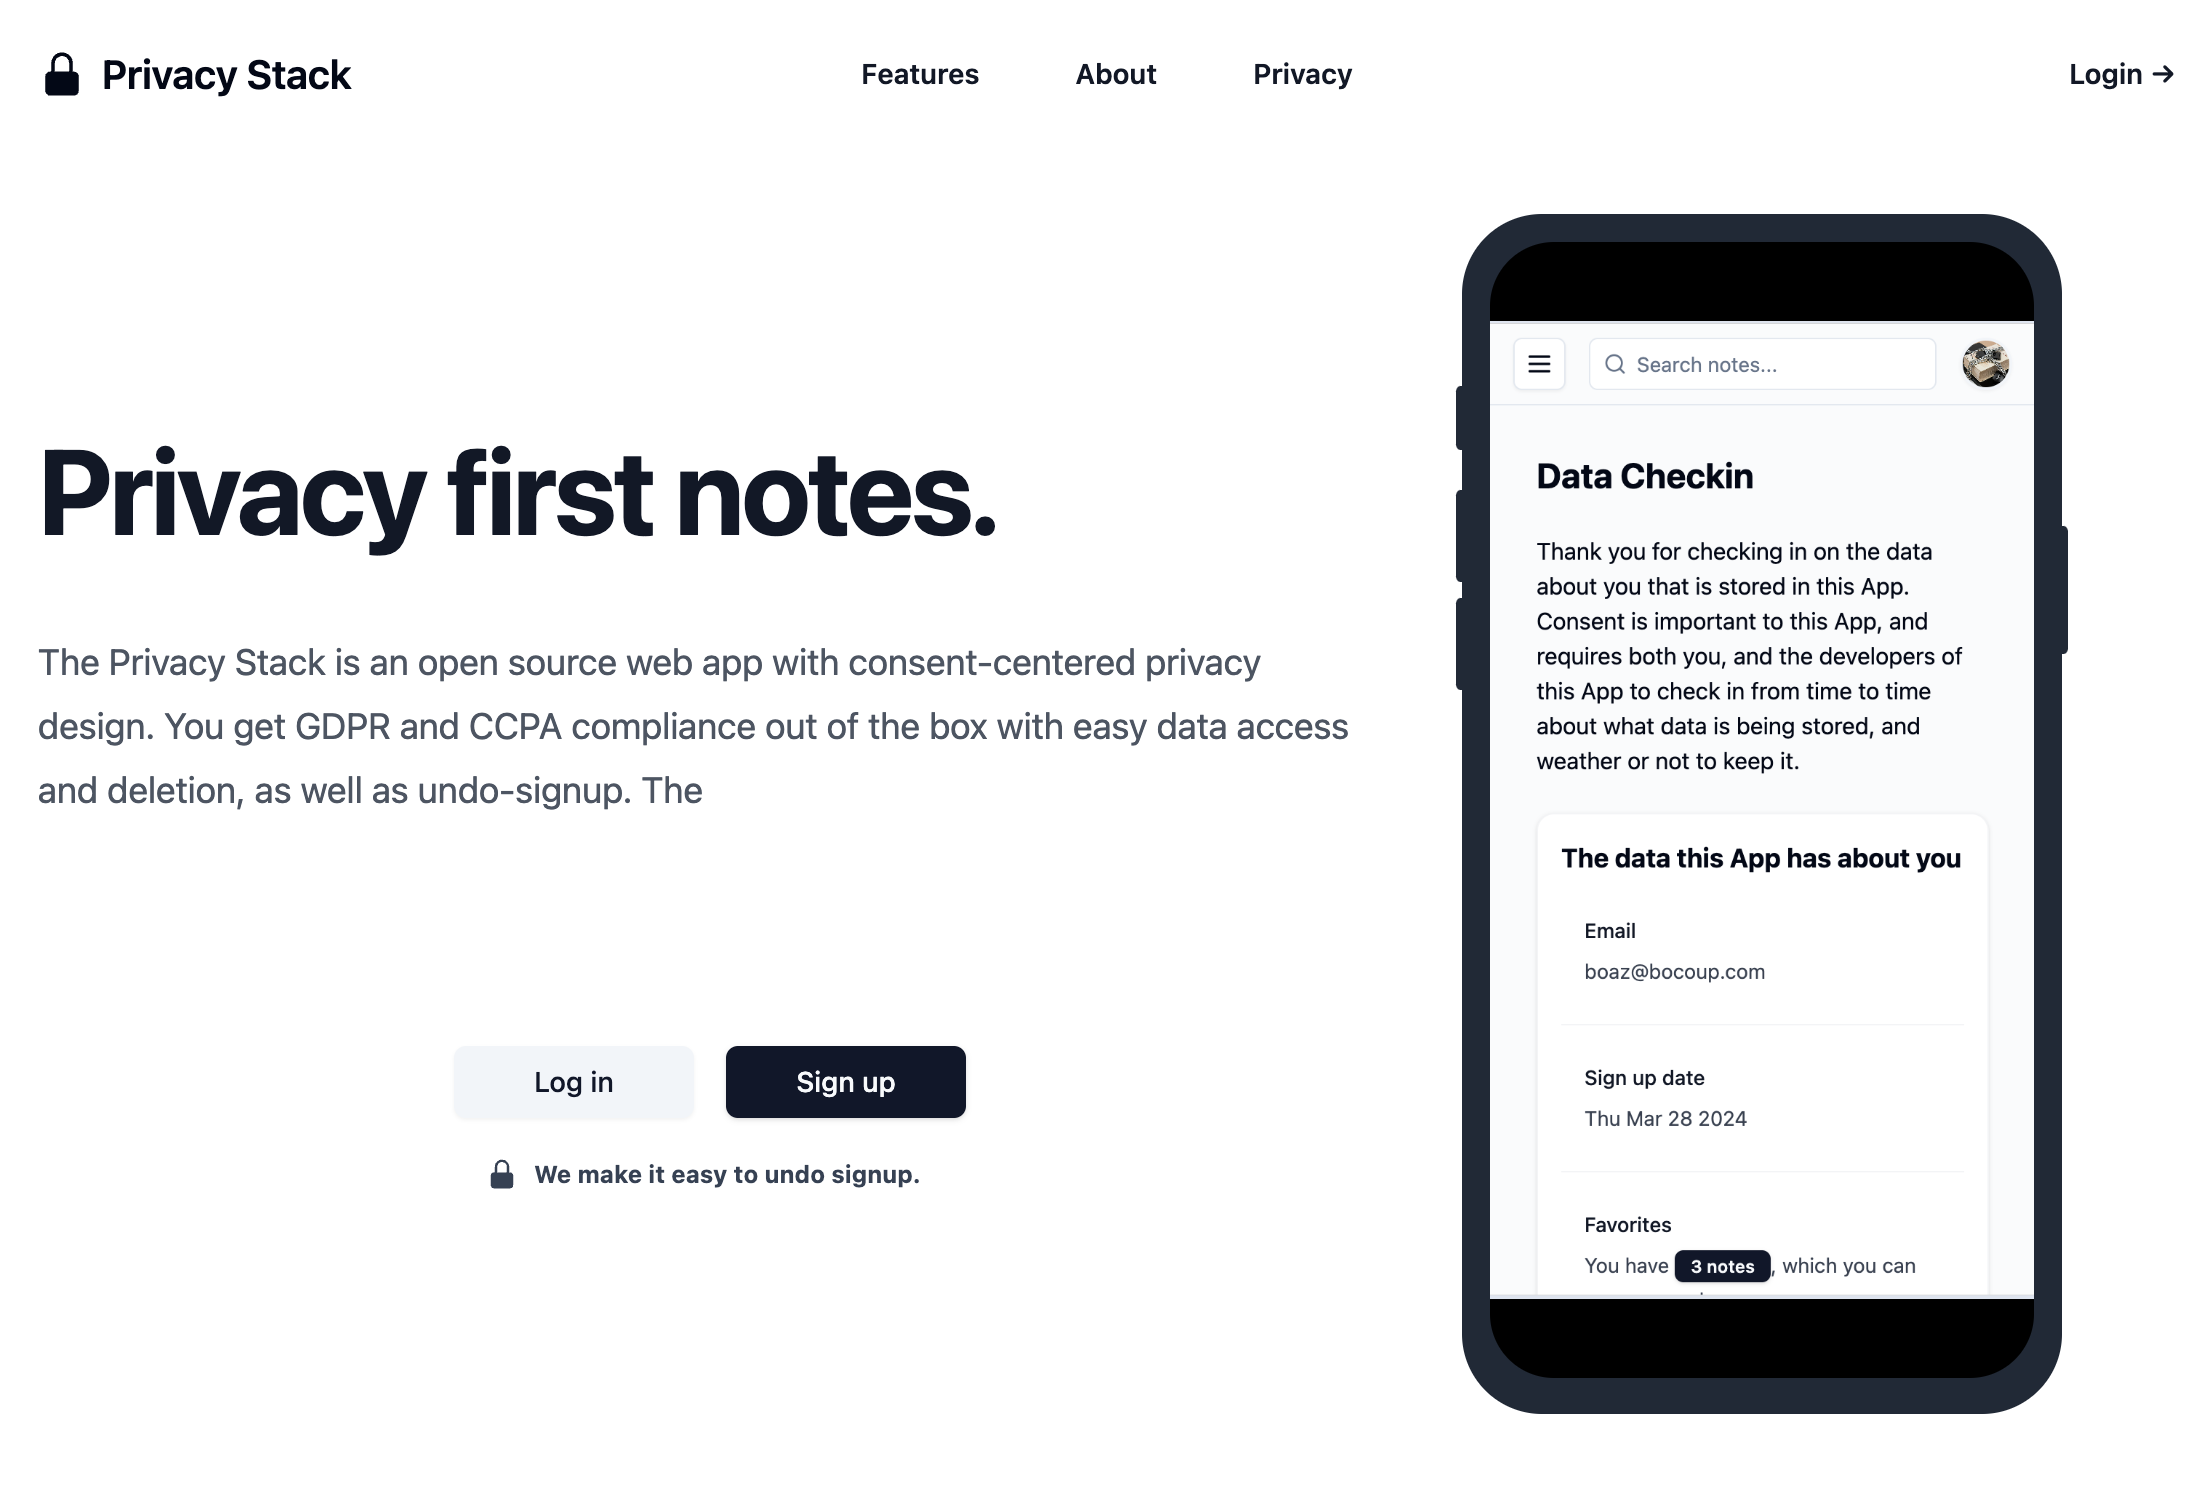 Privacy Stack
Features
About
Privacy
Login →
Privacy first notes.
The Privacy Stack is an open source web app with consent-centered privacy
design. You get GDPR and CCPA compliance out of the box with easy data access
and deletion, as well as undo-signup. The
Log in
Sign up
We make it easy to undo signup.
Search notes...
Data Checkin
Thank you for checking in on the data
about you that is stored in this App.
Consent is important to this App, and
requires both you, and the developers of
this App to check in from time to time
about what data is being stored, and
weather or not to keep it.
The data this App has about you
Email
boaz@bocoup.com
Sign up date
Thu Mar 28 2024
Favorites
You have 3 notes, which you can